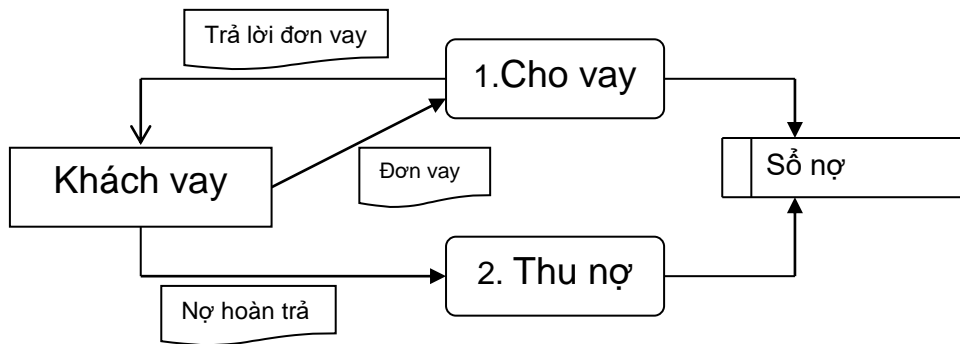 Trả lời đơn vay
1.Cho vay
Khách vay
Đơn vay
Sổ nợ
2. Thu nợ
Nợ hoàn trả